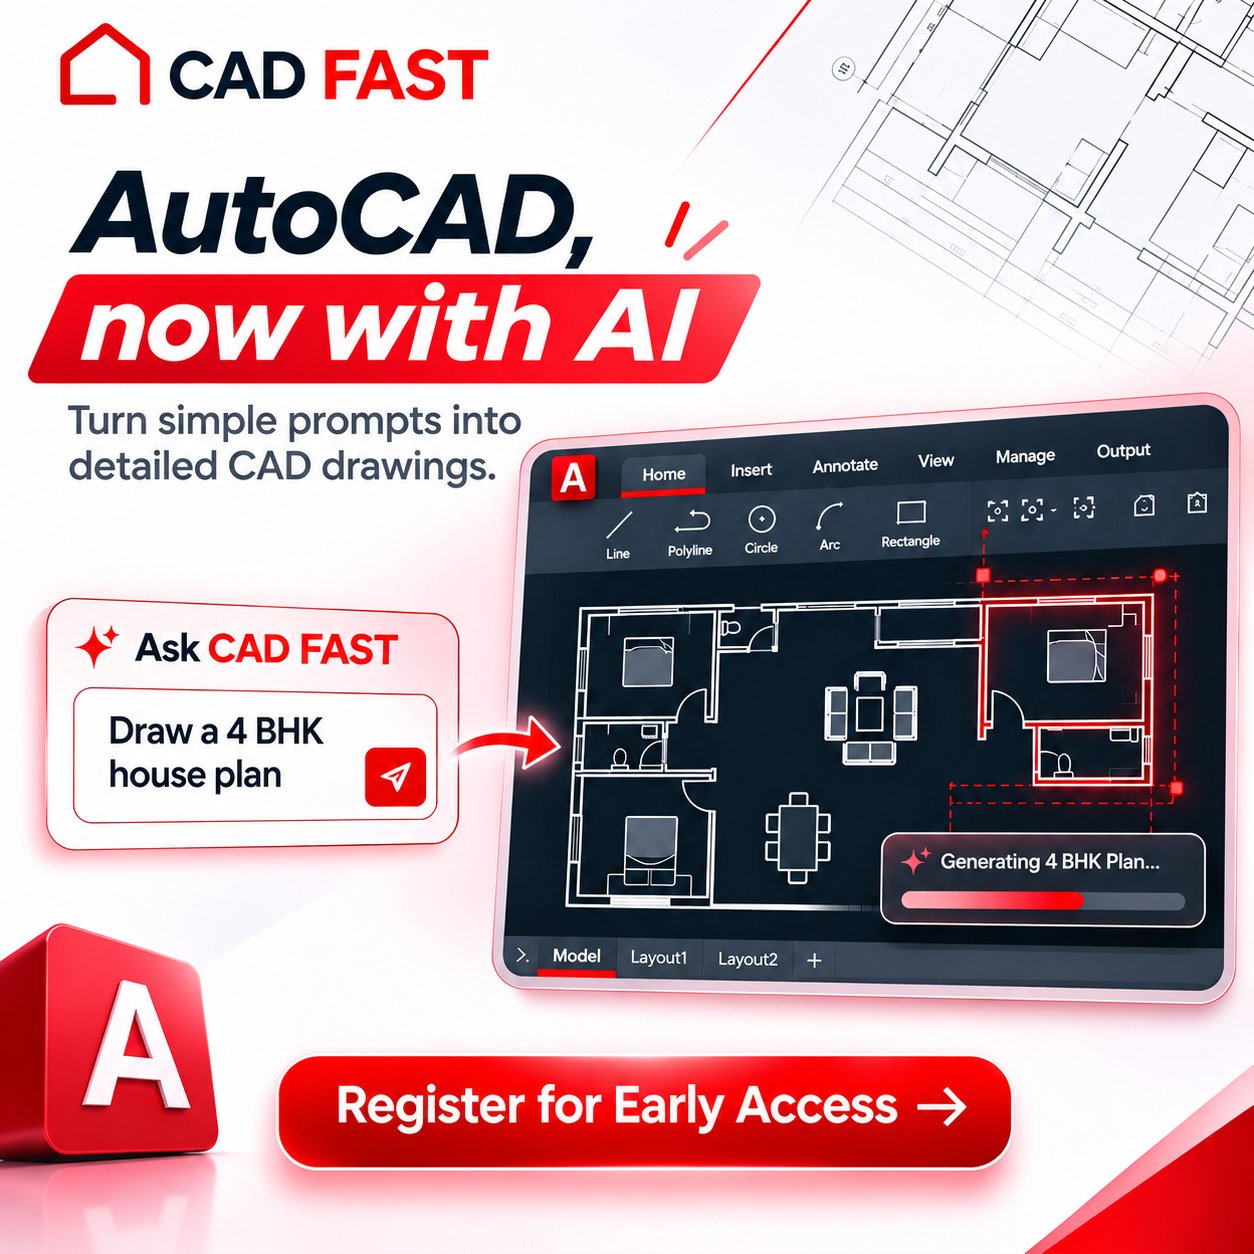 CAD FAST
AutoCAD,
now with AI
Turn simple prompts into
detailed CAD drawings.
A
Home Insert Annotate View Manage Output
Line Polyline Circle Arc Rectangle
Ask CAD FAST
Draw a 4 BHK
house plan
Generating 4 BHK Plan...
Model Layout1 Layout2 +
A
Register for Early Access →